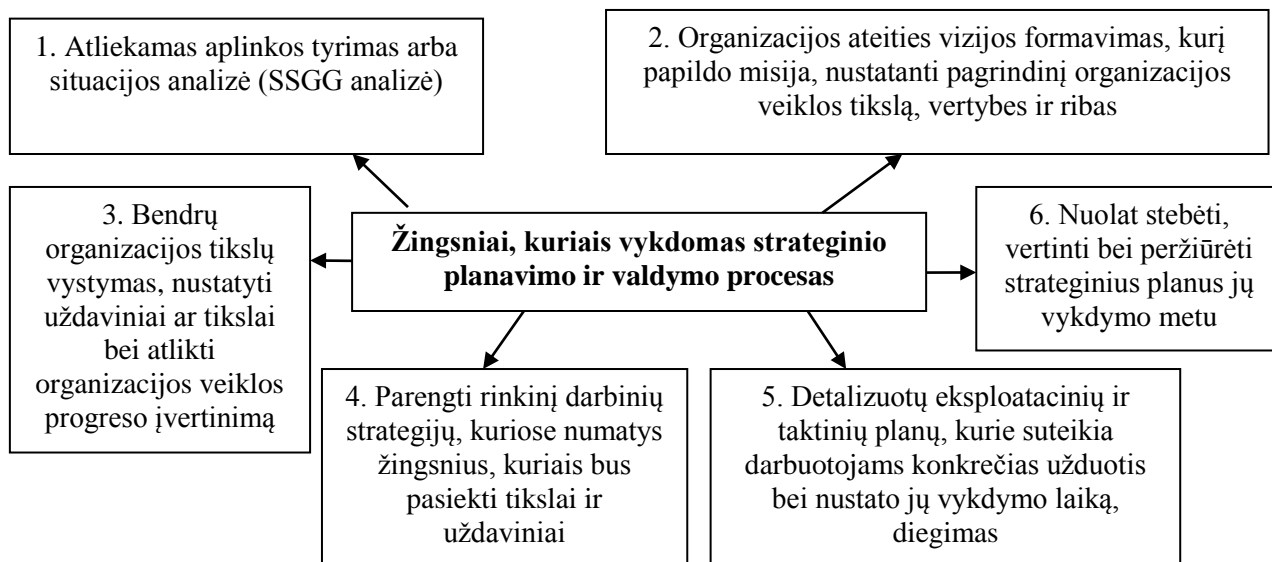 1. Atliekamas aplinkos tyrimas arba
situacijos analizė (SSGG analizė)
2. Organizacijos ateities vizijos formavimas, kurį
papildo misija, nustatanti pagrindinį organizacijos
veiklos tikslą, vertybes ir ribas
3. Bendrų
organizacijos tikslų
vystymas, nustatyti
uždaviniai ar tikslai
bei atlikti
organizacijos veiklos
progreso įvertinimą
Žingsniai, kuriais vykdomas strateginio
planavimo ir valdymo procesas
6. Nuolat stebėti,
vertinti bei peržiūrėti
strateginius planus jų
vykdymo metu
4. Parengti rinkinį darbinių
strategijų, kuriose numatys
žingsnius, kuriais bus
pasiekti tikslai ir
uždaviniai
5. Detalizuotų eksploatacinių ir
taktinių planų, kurie suteikia
darbuotojams konkrečias užduotis
bei nustato jų vykdymo laiką,
diegimas